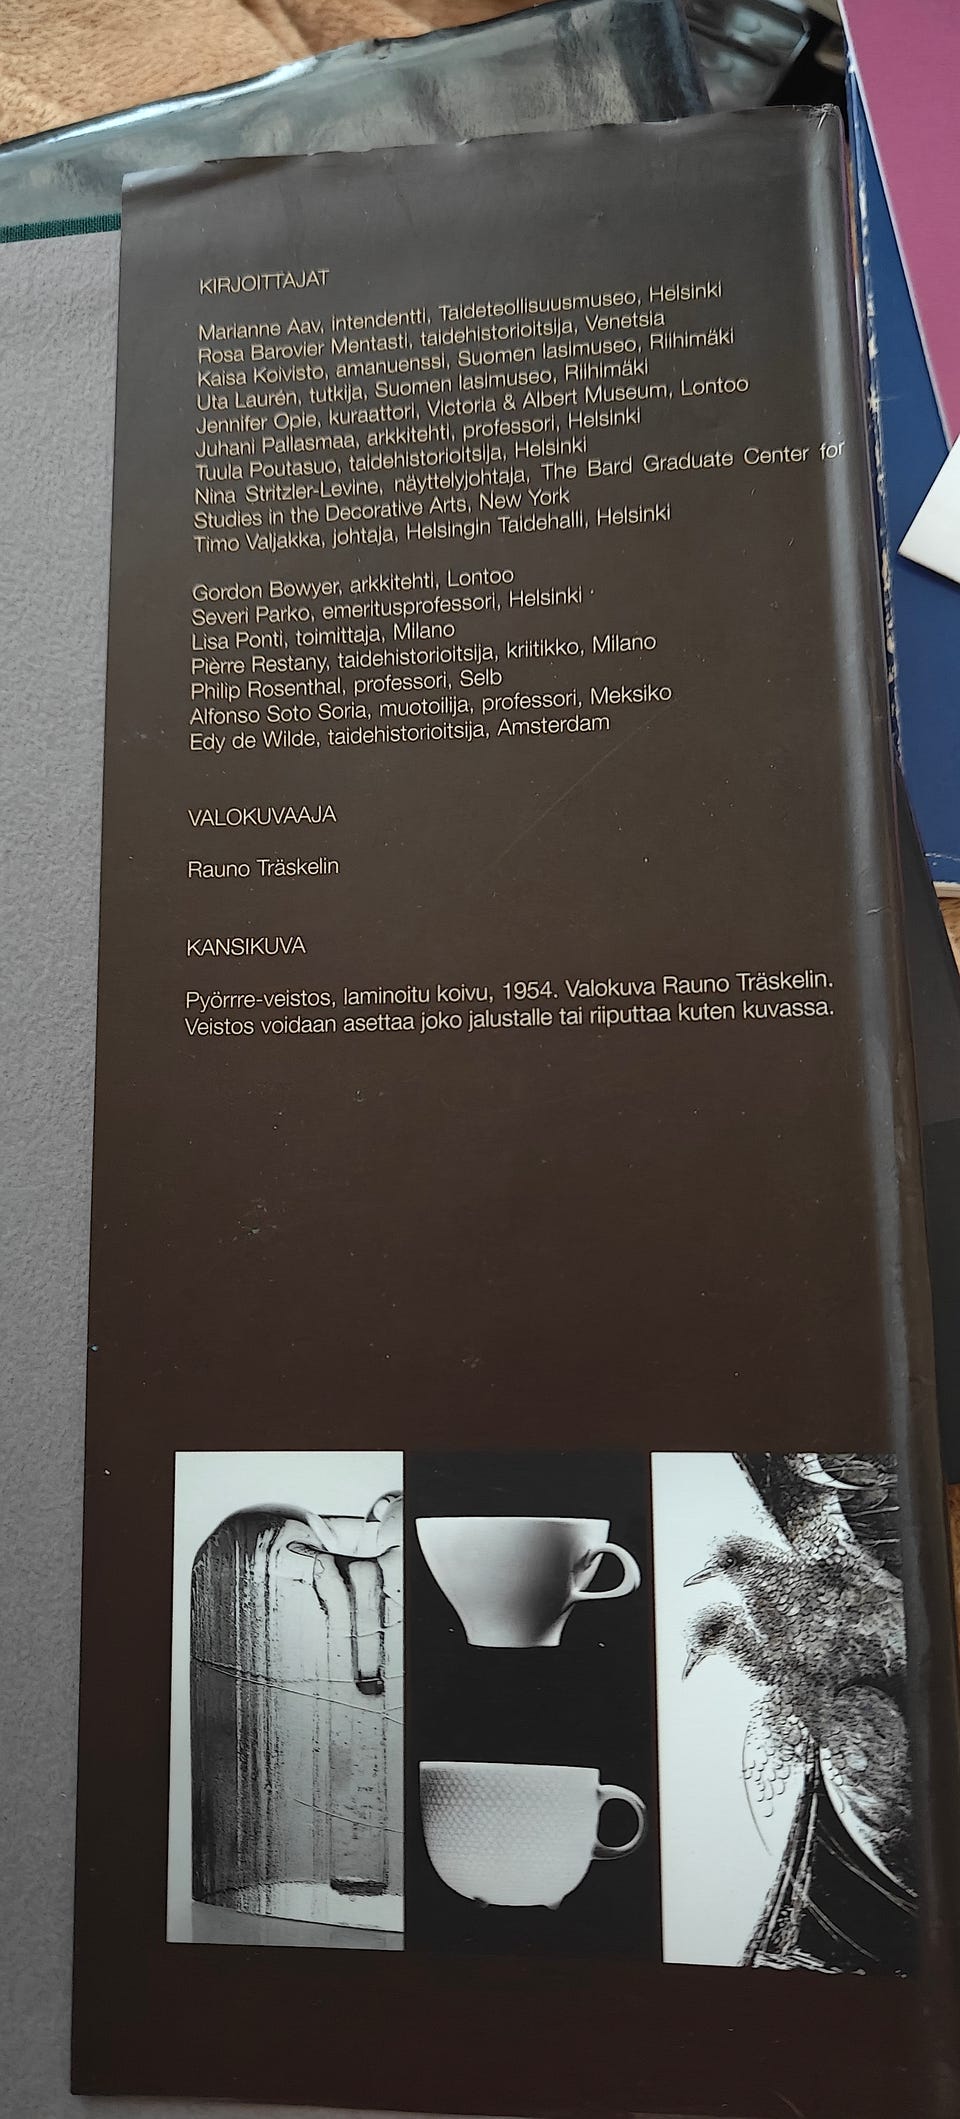 KIRJOITTAJAT
Marianne Aav, intendentti, Taideteollisuusmuseo, Helsinki
Rosa Barovier Mentasti, taidehistorioitsija, Venetsia
Kaisa Koivisto, amanuenssi, Suomen lasimuseo, Riihimäki
Uta Laurén, tutkija, Suomen lasimuseo, Riihimäki
Jennifer Opie, kuraattori, Victoria & Albert Museum, Lontoo
Juhani Pallasmaa, arkkitehti, professori, Helsinki
Tuula Poutasuo, taidehistorioitsija, Helsinki
Nina Stritzler-Levine, näyttelyjohtaja, The Bard Graduate Center for
Studies in the Decorative Arts, New York
Timo Valjakka, johtaja, Helsingin Taidehalli, Helsinki
Gordon Bowyer, arkkitehti, Lontoo
Severi Parko, emeritusprofessori, Helsinki
Lisa Ponti, toimittaja, Milano
Pièrre Restany, taidehistorioitsija, kriitikko, Milano
Philip Rosenthal, professori, Selb
Alfonso Soto Soria, muotoilija, professori, Meksiko
Edy de Wilde, taidehistorioitsija, Amsterdam
VALOKUVAAJA
Rauno Träskelin
KANSIKUVA
Pyörrre-veistos, laminoitu koivu, 1954. Valokuva Rauno Träskelin.
Veistos voidaan asettaa joko jalustalle tai riiputtaa kuten kuvassa.